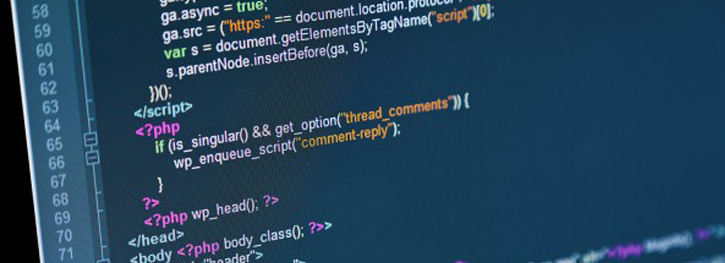 58 ga.async = true;
59 ga.src = ("https:" == document.location.protoco
60 var s = document.getElementsByTagName("script")[0];
61 s.parentNode.insertBefore(ga, s);
62 })();
63 </script>
64 <?php
65 if (is_singular() && get_option("thread_comments")) {
66 wp_enqueue_script("comment-reply");
67 }
68 ?>
69 <?php wp_head(); ?>
70 </head>
71 <body <?php body_class(); ?>>
"header">